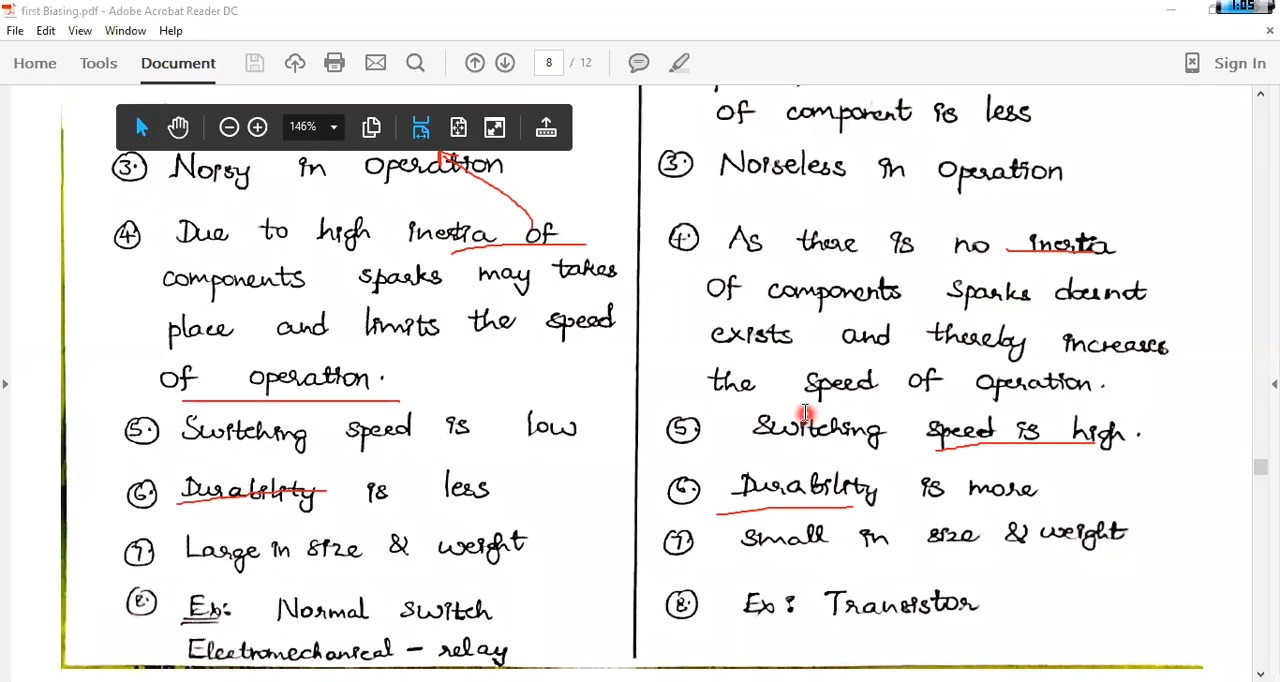 first Biasing.pdf - Adobe Acrobat Reader DC
1:05
File Edit View Window Help
Home Tools Document
8 / 12
Sign In
146%
③ Noisy in operation
④ Due to high inertia of
components sparks may takes
place and limits the speed
of operation.
⑤ Switching speed is low
⑥ Durability is less
⑦ Large in size & weight
⑧ Ex: Normal switch
Electromechanical - relay
of component is less
③ Noiseless in operation
④ As there is no inertia
of components sparks doesnot
exists and thereby increases
the speed of operation.
⑤ Switching speed is high.
⑥ Durability is more
⑦ small in size & weight
⑧ Ex: Transistor